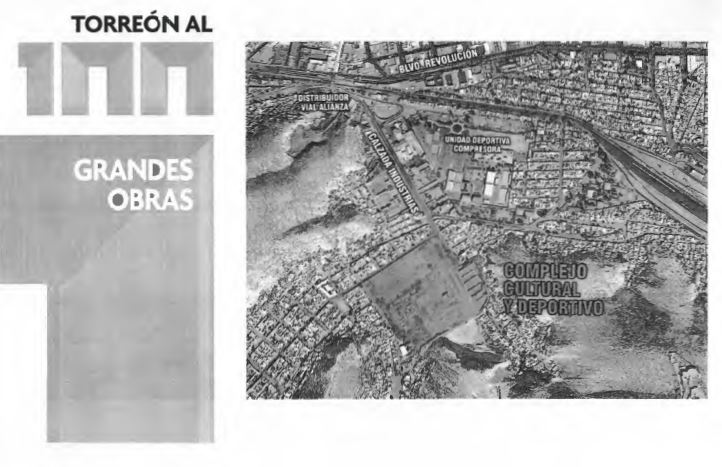 TORREÓN AL
100
GRANDES
OBRAS
BLVD. REVOLUCIÓN
DISTRIBUIDOR
VIAL ALIANZA
UNIDAD DEPORTIVA
COMPRESORA
CALZADA INDUSTRIAS
COMPLEJO
CULTURAL
Y DEPORTIVO